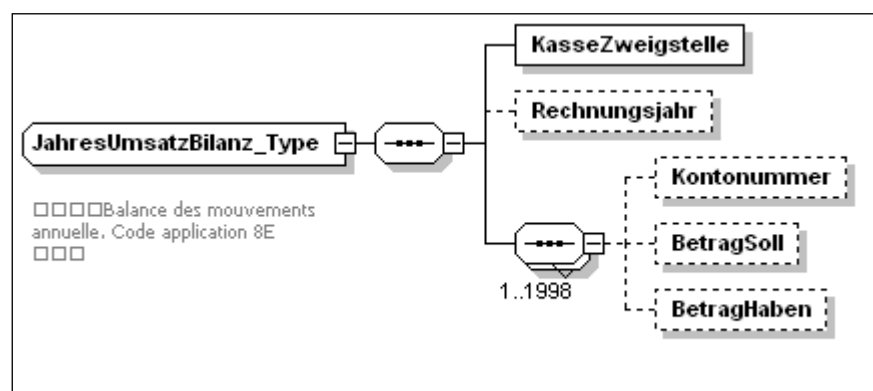 KasseZweigstelle
Rechnungsjahr
JahresUmsatzBilanz_Type
□□□□Balance des mouvements
annuelle. Code application 8E
□□□
Kontonummer
BetragSoll
1..1998
BetragHaben